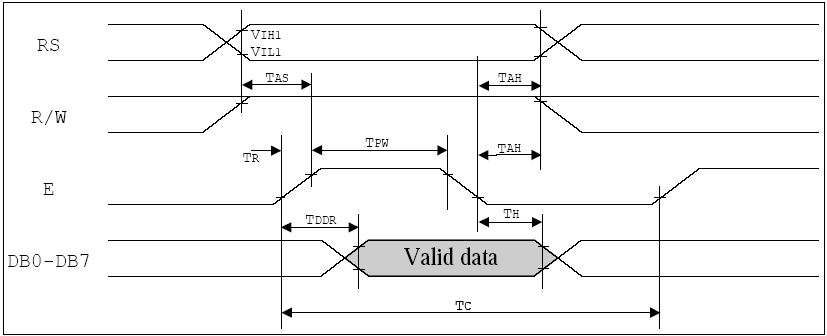 RS
VIH1
VIL1
TAS
TAH
R/W
TR
TPW
TAH
E
TDDR
TH
DB0-DB7
Valid data
TC